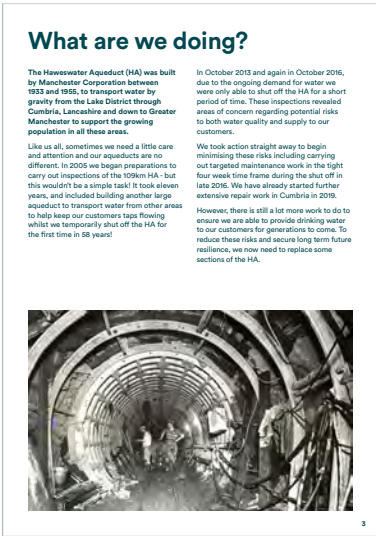 What are we doing?
The Haweswater Aqueduct (HA) was built
by Manchester Corporation between
1933 and 1955, to transport water by
gravity from the Lake District through
Cumbria, Lancashire and down to Greater
Manchester to support the growing
population in all these areas.
Like us all, sometimes we need a little care
and attention and our aqueducts are no
different. In 2005 we began preparations to
carry out inspections of the 109km HA - but
this wouldn't be a simple task! It took eleven
years, and included building another large
aqueduct to transport water from other areas
to help keep our customers taps flowing
whilst we temporarily shut off the HA for
the first time in 58 years!
In October 2013 and again in October 2016,
due to the ongoing demand for water we
were only able to shut off the HA for a short
period of time. These inspections revealed
areas of concern regarding potential risks
to both water quality and supply to our
customers.
We took action straight away to begin
minimising these risks including carrying
out targeted maintenance work in the tight
four week time frame during the shut off in
late 2016. We have already started further
extensive repair work in Cumbria in 2019.
However, there is still a lot more work to do to
ensure we are able to provide drinking water
to our customers for generations to come. To
reduce these risks and secure long term future
resilience, we now need to replace some
sections of the HA.
3